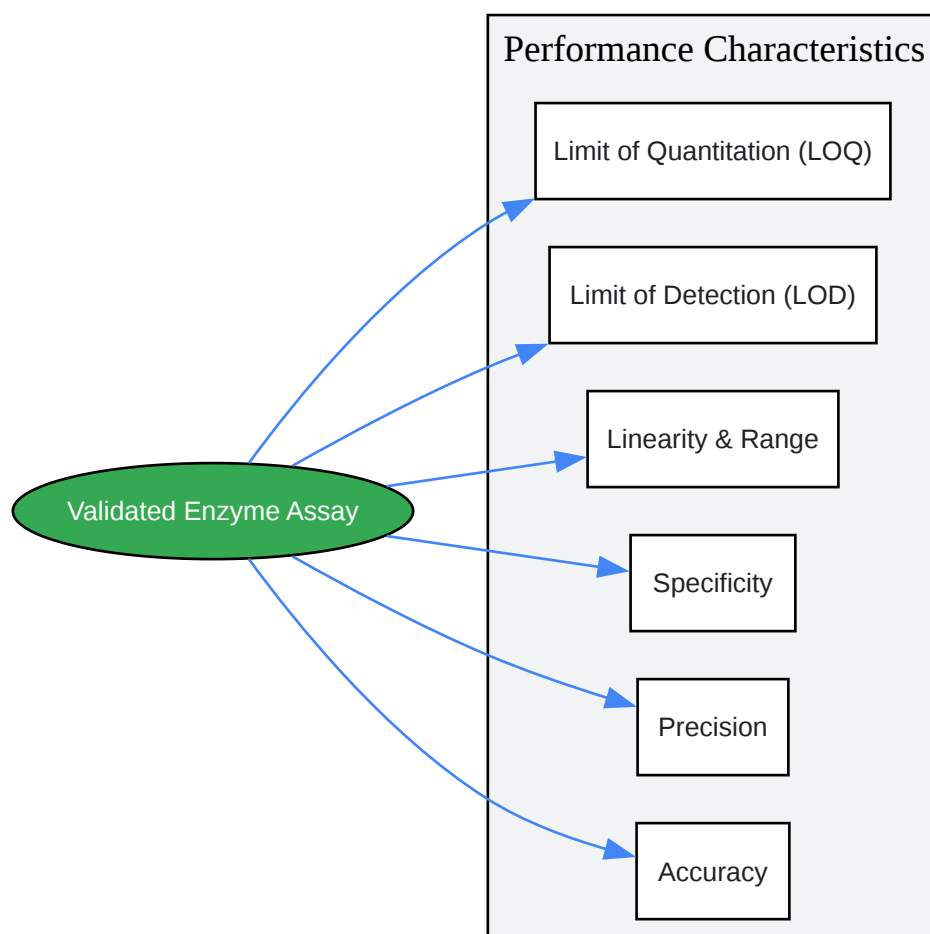 Performance Characteristics
Limit of Quantitation (LOQ)
Limit of Detection (LOD)
Linearity & Range
Validated Enzyme Assay
Specificity
Precision
Accuracy